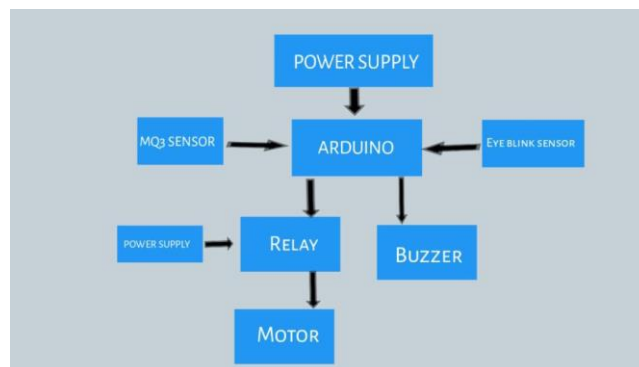 POWER SUPPLY
MQ3 SENSOR
ARDUINO
EYE BLINK SENSOR
POWER SUPPLY
RELAY
BUZZER
MOTOR